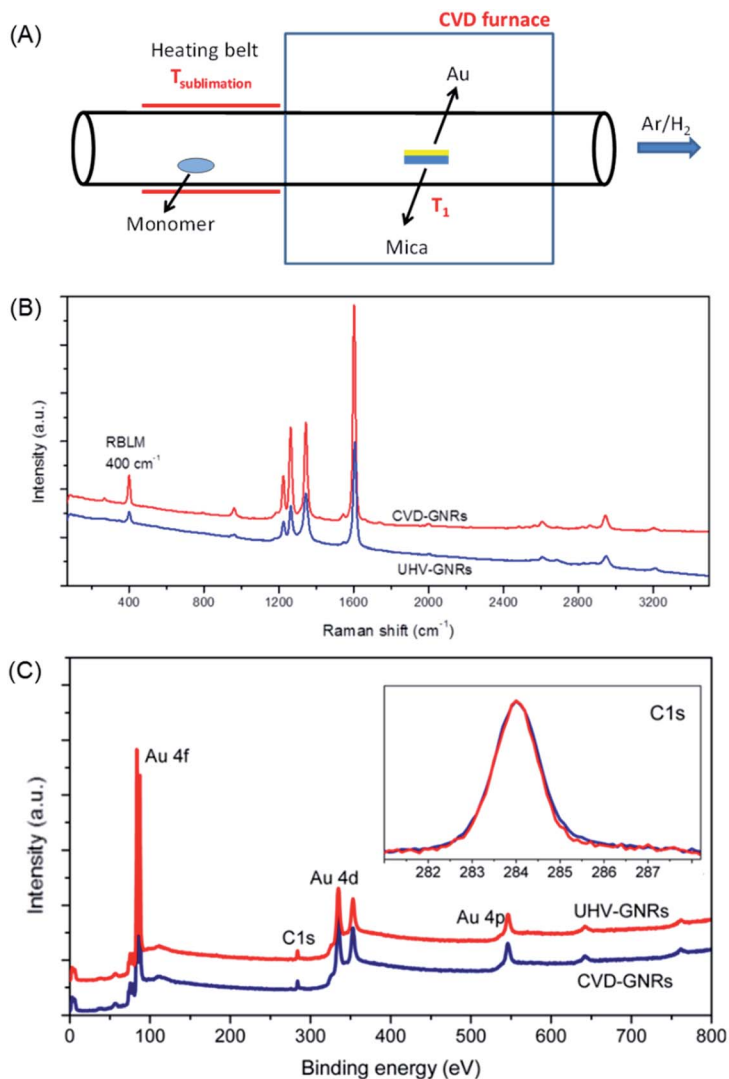 (A)
CVD furnace
Heating belt
T_sublimation
Au
Ar/H₂
Monomer
T₁
Mica
(B)
Intensity (a.u.)
RBLM
400 cm⁻¹
CVD-GNRs
UHV-GNRs
400 800 1200 1600 2000 2400 2800 3200
Raman shift (cm⁻¹)
(C)
Intensity (a.u.)
Au 4f
C1s
Au 4d
Au 4p
UHV-GNRs
CVD-GNRs
C1s
282 283 284 285 286 287
0 100 200 300 400 500 600 700 800
Binding energy (eV)